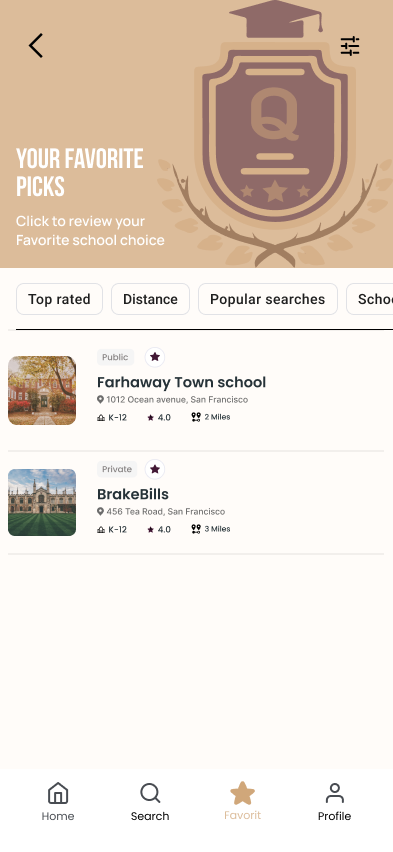 Q
YOUR FAVORITE
PICKS
Click to review your
Favorite school choice
Top rated
Distance
Popular searches
Schoo
Public
Farhaway Town school
1012 Ocean avenue, San Francisco
K-12
4.0
2 Miles
Private
BrakeBills
456 Tea Road, San Francisco
K-12
4.0
3 Miles
Home
Search
Favorit
Profile